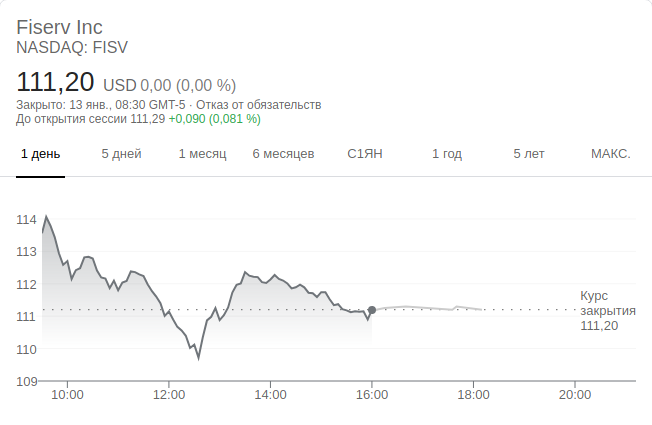 Fiserv Inc
NASDAQ: FISV
111,20 USD 0,00 (0,00 %)
Закрыто: 13 янв., 08:30 GMT-5 · Отказ от обязательств
До открытия сессии 111,29 +0,090 (0,081 %)
1 день 5 дней 1 месяц 6 месяцев С1ЯН 1 год 5 лет МАКС.
114
113
112
111
110
109
Курс
закрытия
111,20
10:00 12:00 14:00 16:00 18:00 20:00